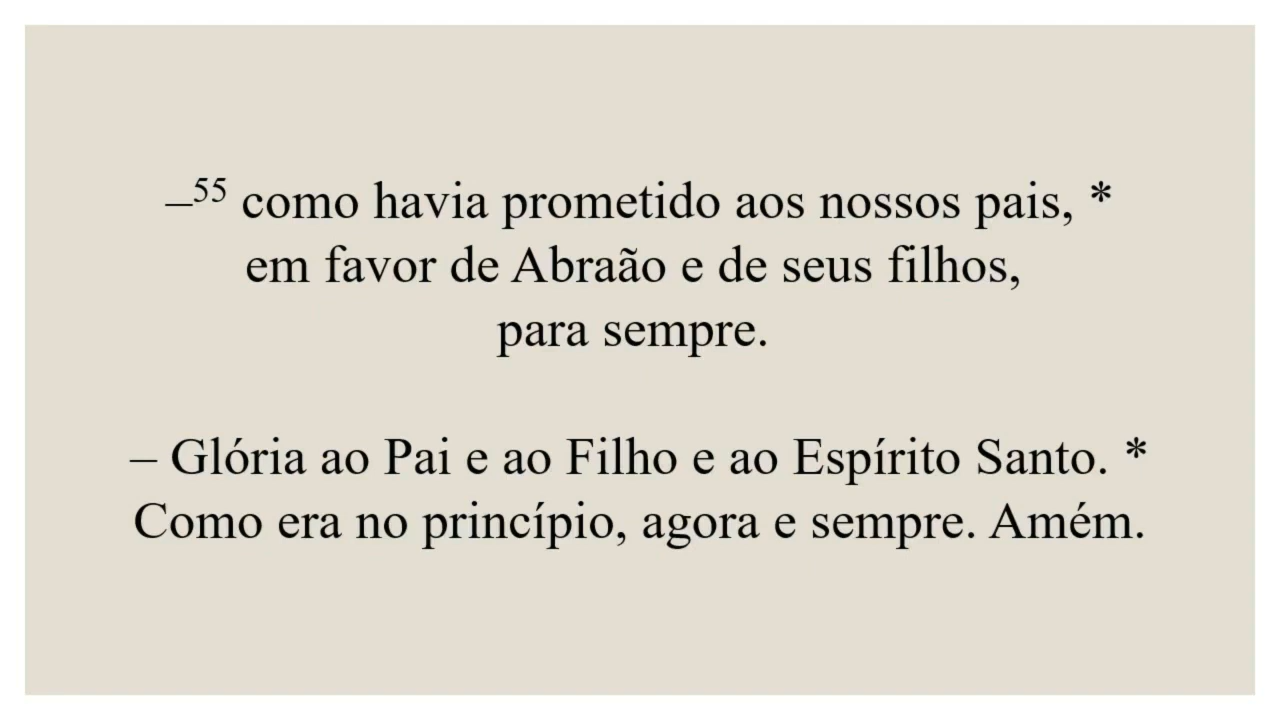 –⁵⁵ como havia prometido aos nossos pais, *
em favor de Abraão e de seus filhos,
para sempre.
– Glória ao Pai e ao Filho e ao Espírito Santo. *
Como era no princípio, agora e sempre. Amém.